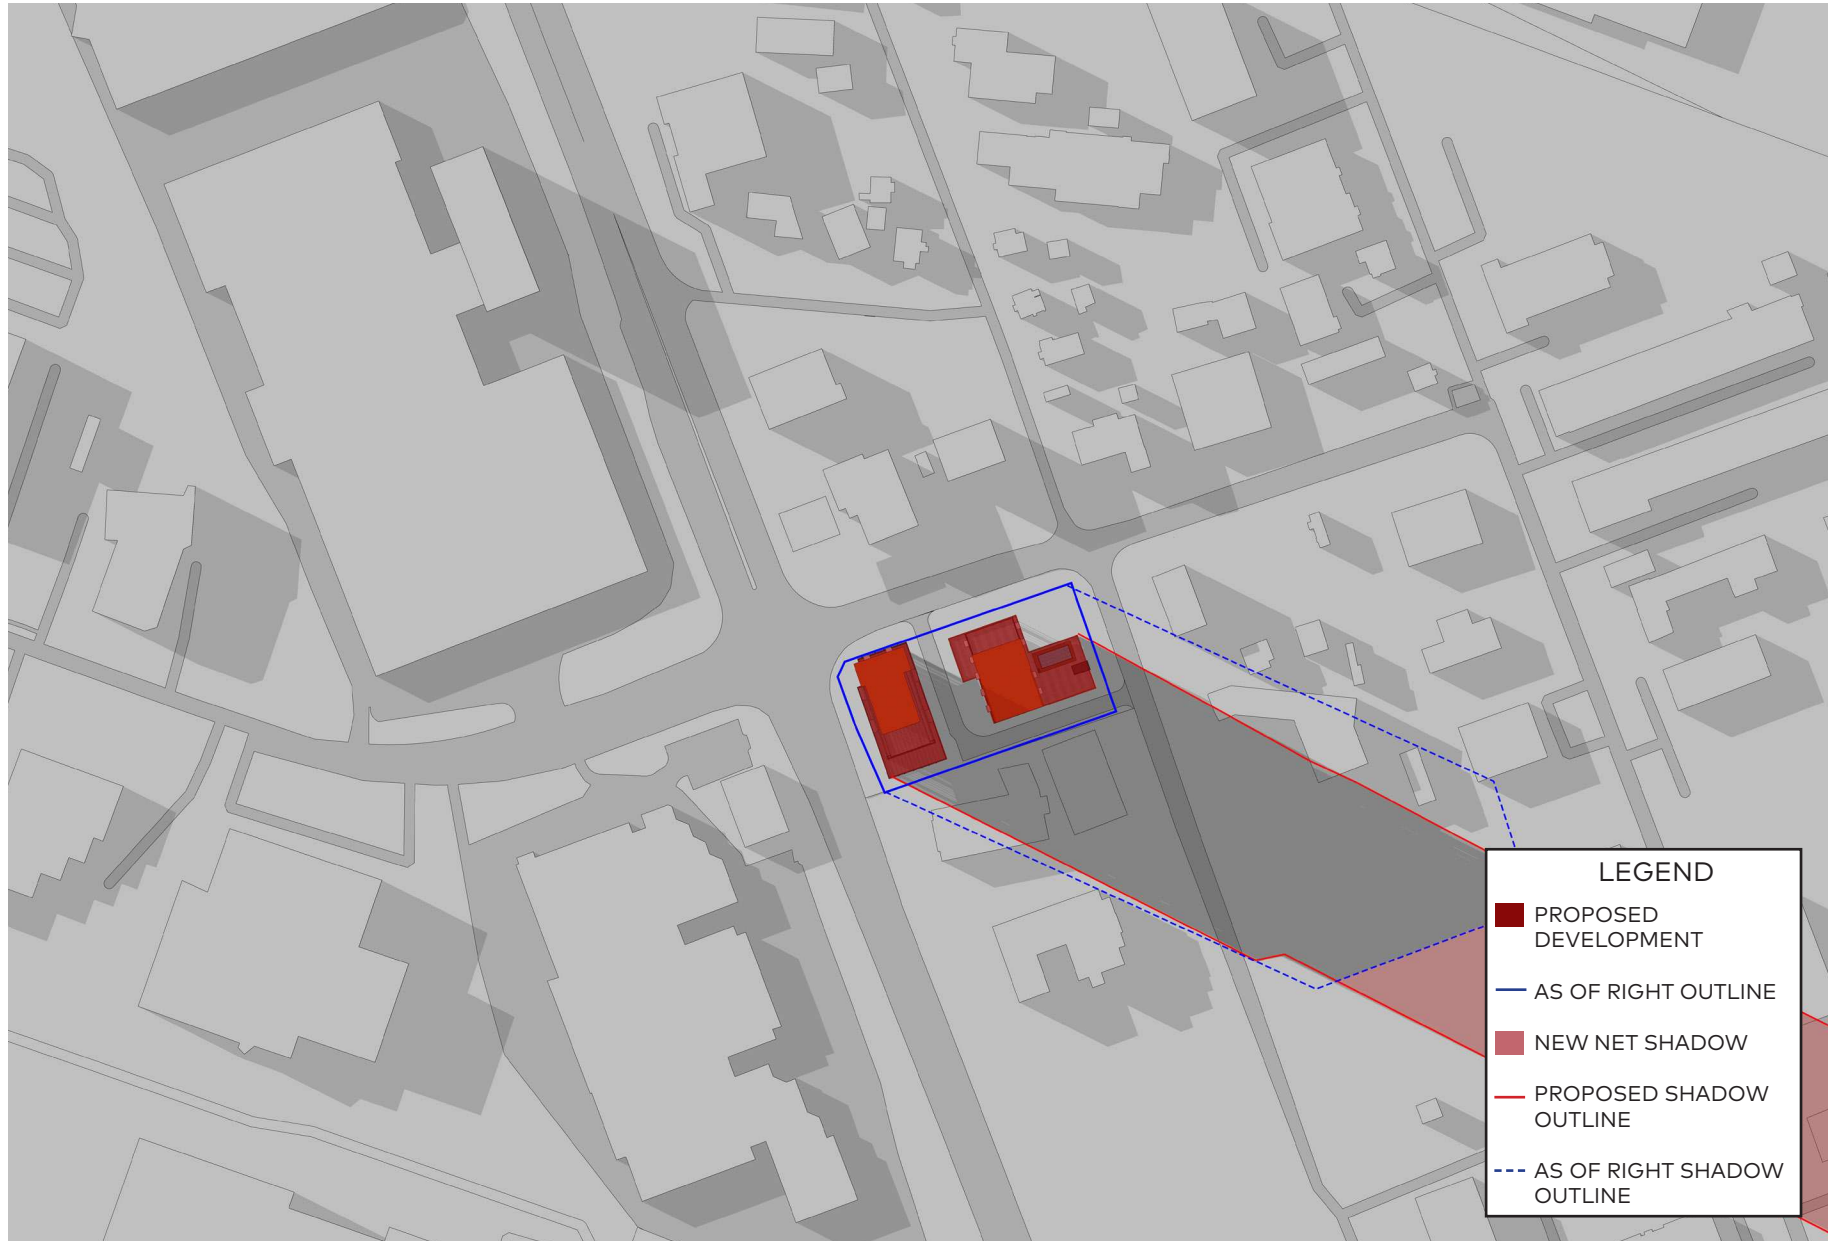 LEGEND
PROPOSED
DEVELOPMENT
AS OF RIGHT OUTLINE
NEW NET SHADOW
PROPOSED SHADOW
OUTLINE
AS OF RIGHT SHADOW
OUTLINE